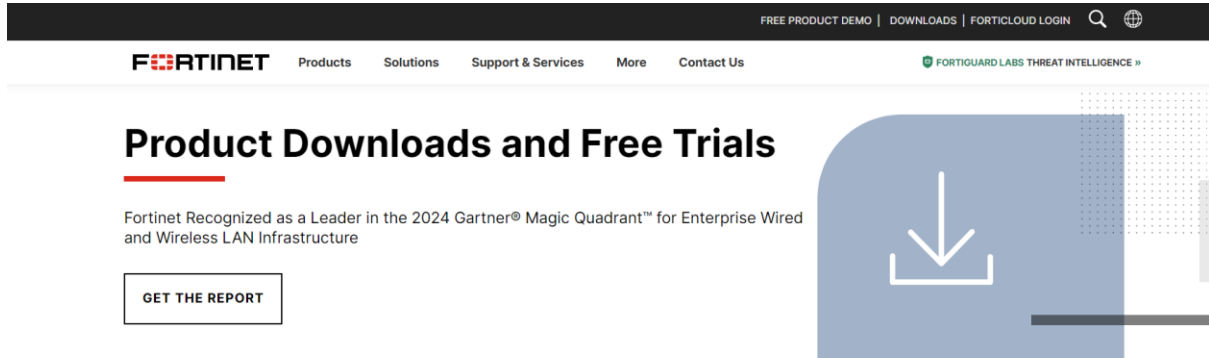 FREE PRODUCT DEMO | DOWNLOADS | FORTICLOUD LOGIN
FORTINET Products Solutions Support & Services More Contact Us FORTIGUARD LABS THREAT INTELLIGENCE »
Product Downloads and Free Trials
Fortinet Recognized as a Leader in the 2024 Gartner® Magic Quadrant™ for Enterprise Wired
and Wireless LAN Infrastructure
GET THE REPORT